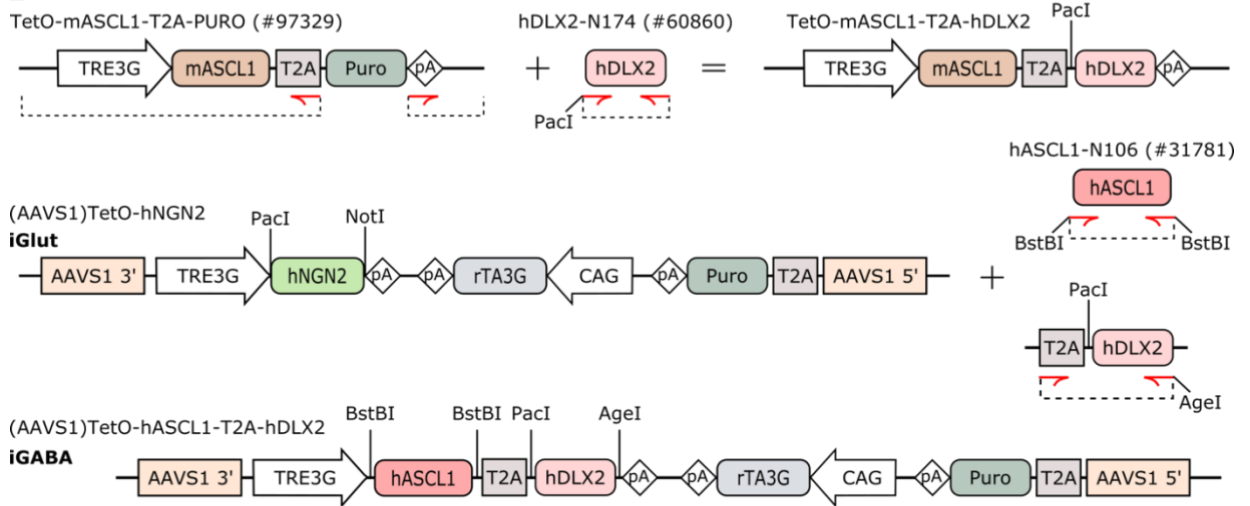 TetO-mASCL1-T2A-PURO (#97329) hDLX2-N174 (#60860) TetO-mASCL1-T2A-hDLX2
PacI
TRE3G mASCL1 T2A Puro pA + hDLX2 = TRE3G mASCL1 T2A hDLX2 pA
PacI
hASCL1-N106 (#31781)
hASCL1
(AAVS1)TetO-hNGN2
PacI NotI
iGlut
BstBI BstBI
AAVS1 3' TRE3G hNGN2 pA pA rTA3G CAG pA Puro T2A AAVS1 5' +
PacI
T2A hDLX2
AgeI
(AAVS1)TetO-hASCL1-T2A-hDLX2
BstBI BstBI PacI AgeI
iGABA
AAVS1 3' TRE3G hASCL1 T2A hDLX2 pA pA rTA3G CAG pA Puro T2A AAVS1 5'